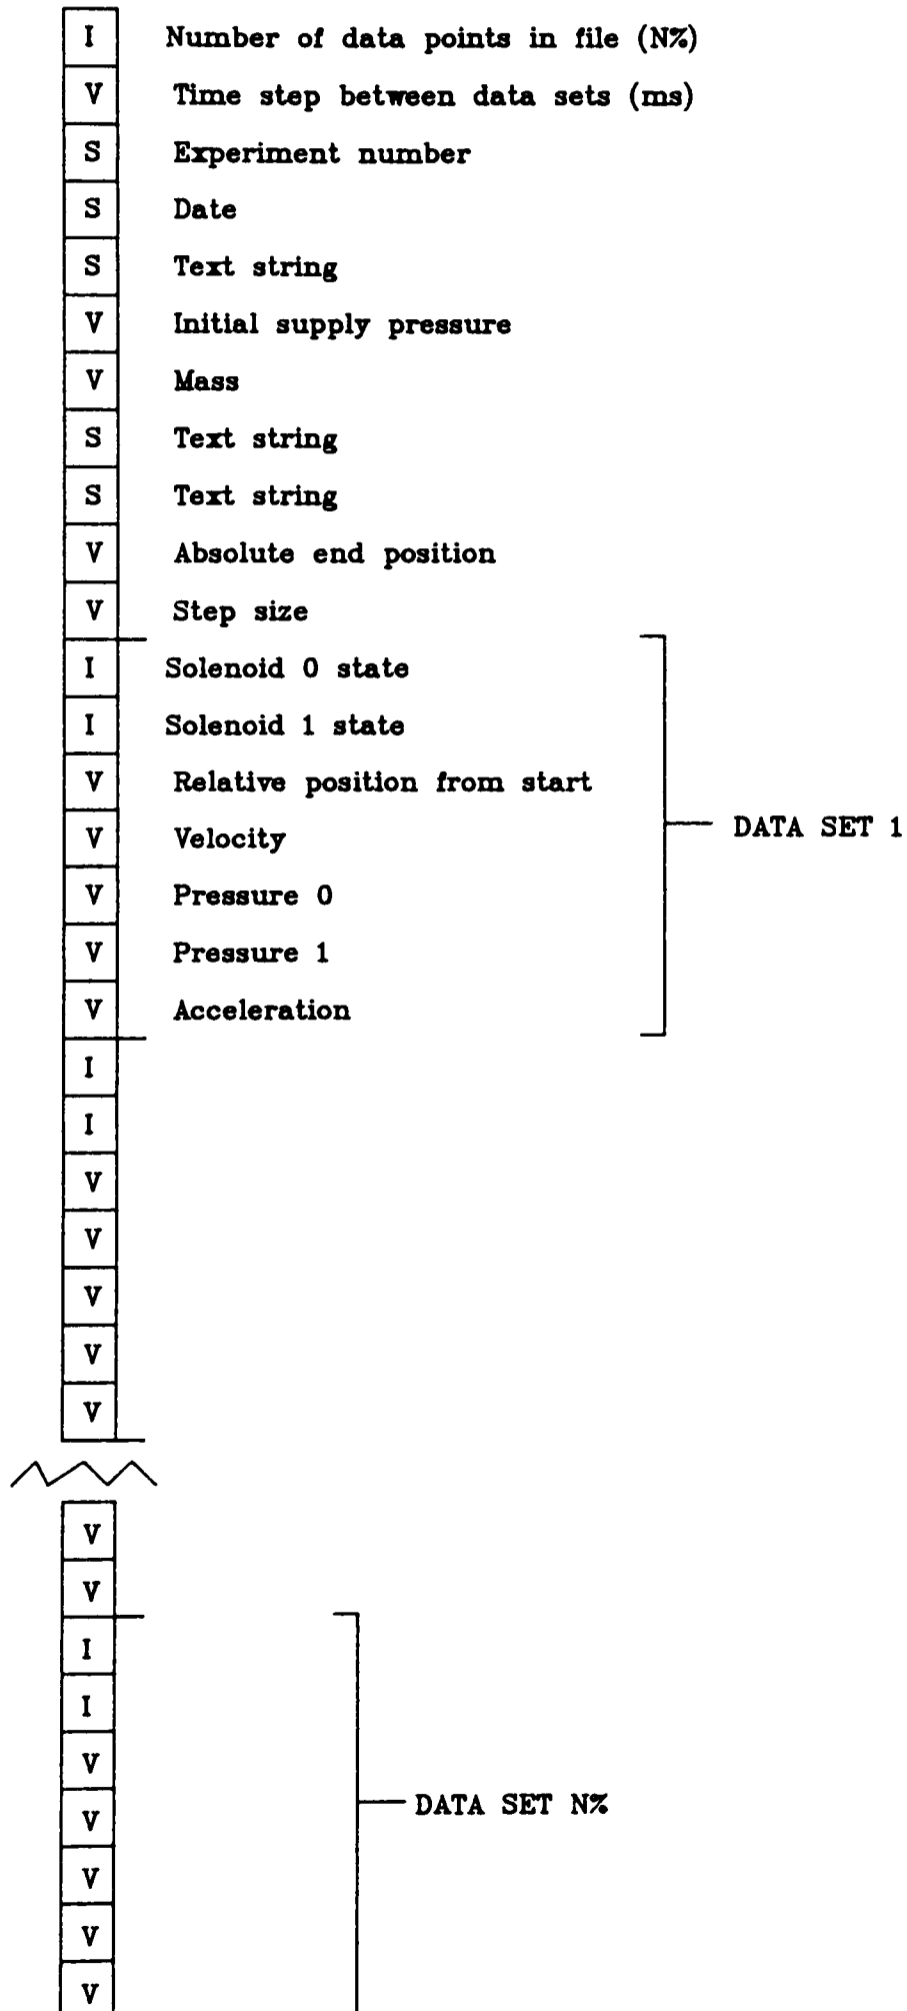 I Number of data points in file (N%)
V Time step between data sets (ms)
S Experiment number
S Date
S Text string
V Initial supply pressure
V Mass
S Text string
S Text string
V Absolute end position
V Step size
I Solenoid 0 state
I Solenoid 1 state
V Relative position from start
DATA SET 1
V Velocity
V Pressure 0
V Pressure 1
V Acceleration
I
I
V
V
V
V
V
V
V
I
I
V
DATA SET N%
V
V
V
V